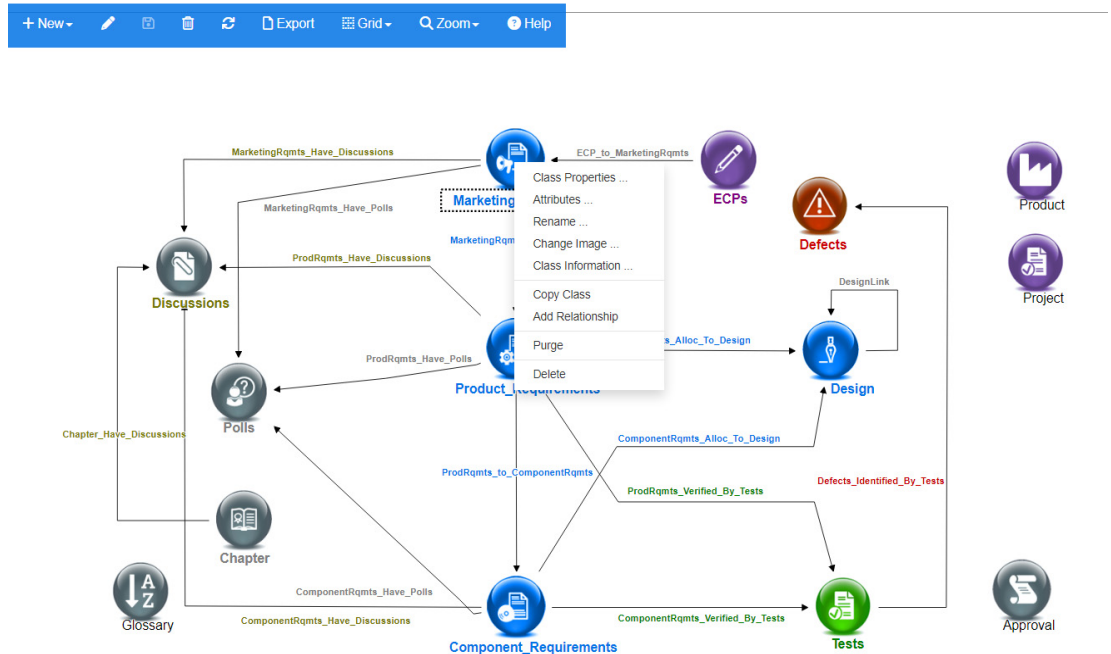 New
Export
Grid
Zoom
Help
MarketingRqmts_Have_Discussions
ECP_to_MarketingRqmts
Class Properties ...
Attributes ...
Rename ...
Change Image ...
Class Information ...
Copy Class
Add Relationship
Purge
Delete
Marketing
ECPs
Product
MarketingRqmts_Have_Polls
MarketingRqm
Defects
ProdRqmts_Have_Discussions
DesignLink
Project
Discussions
s_Alloc_To_Design
ProdRqmts_Have_Polls
Product_Requirements
Design
Polls
Chapter_Have_Discussions
ComponentRqmts_Alloc_To_Design
ProdRqmts_to_ComponentRqmts
Defects_Identified_By_Tests
ProdRqmts_Verified_By_Tests
Chapter
A
Z
Glossary
ComponentRqmts_Have_Polls
ComponentRqmts_Have_Discussions
ComponentRqmts_Verified_By_Tests
Approval
Component_Requirements
Tests